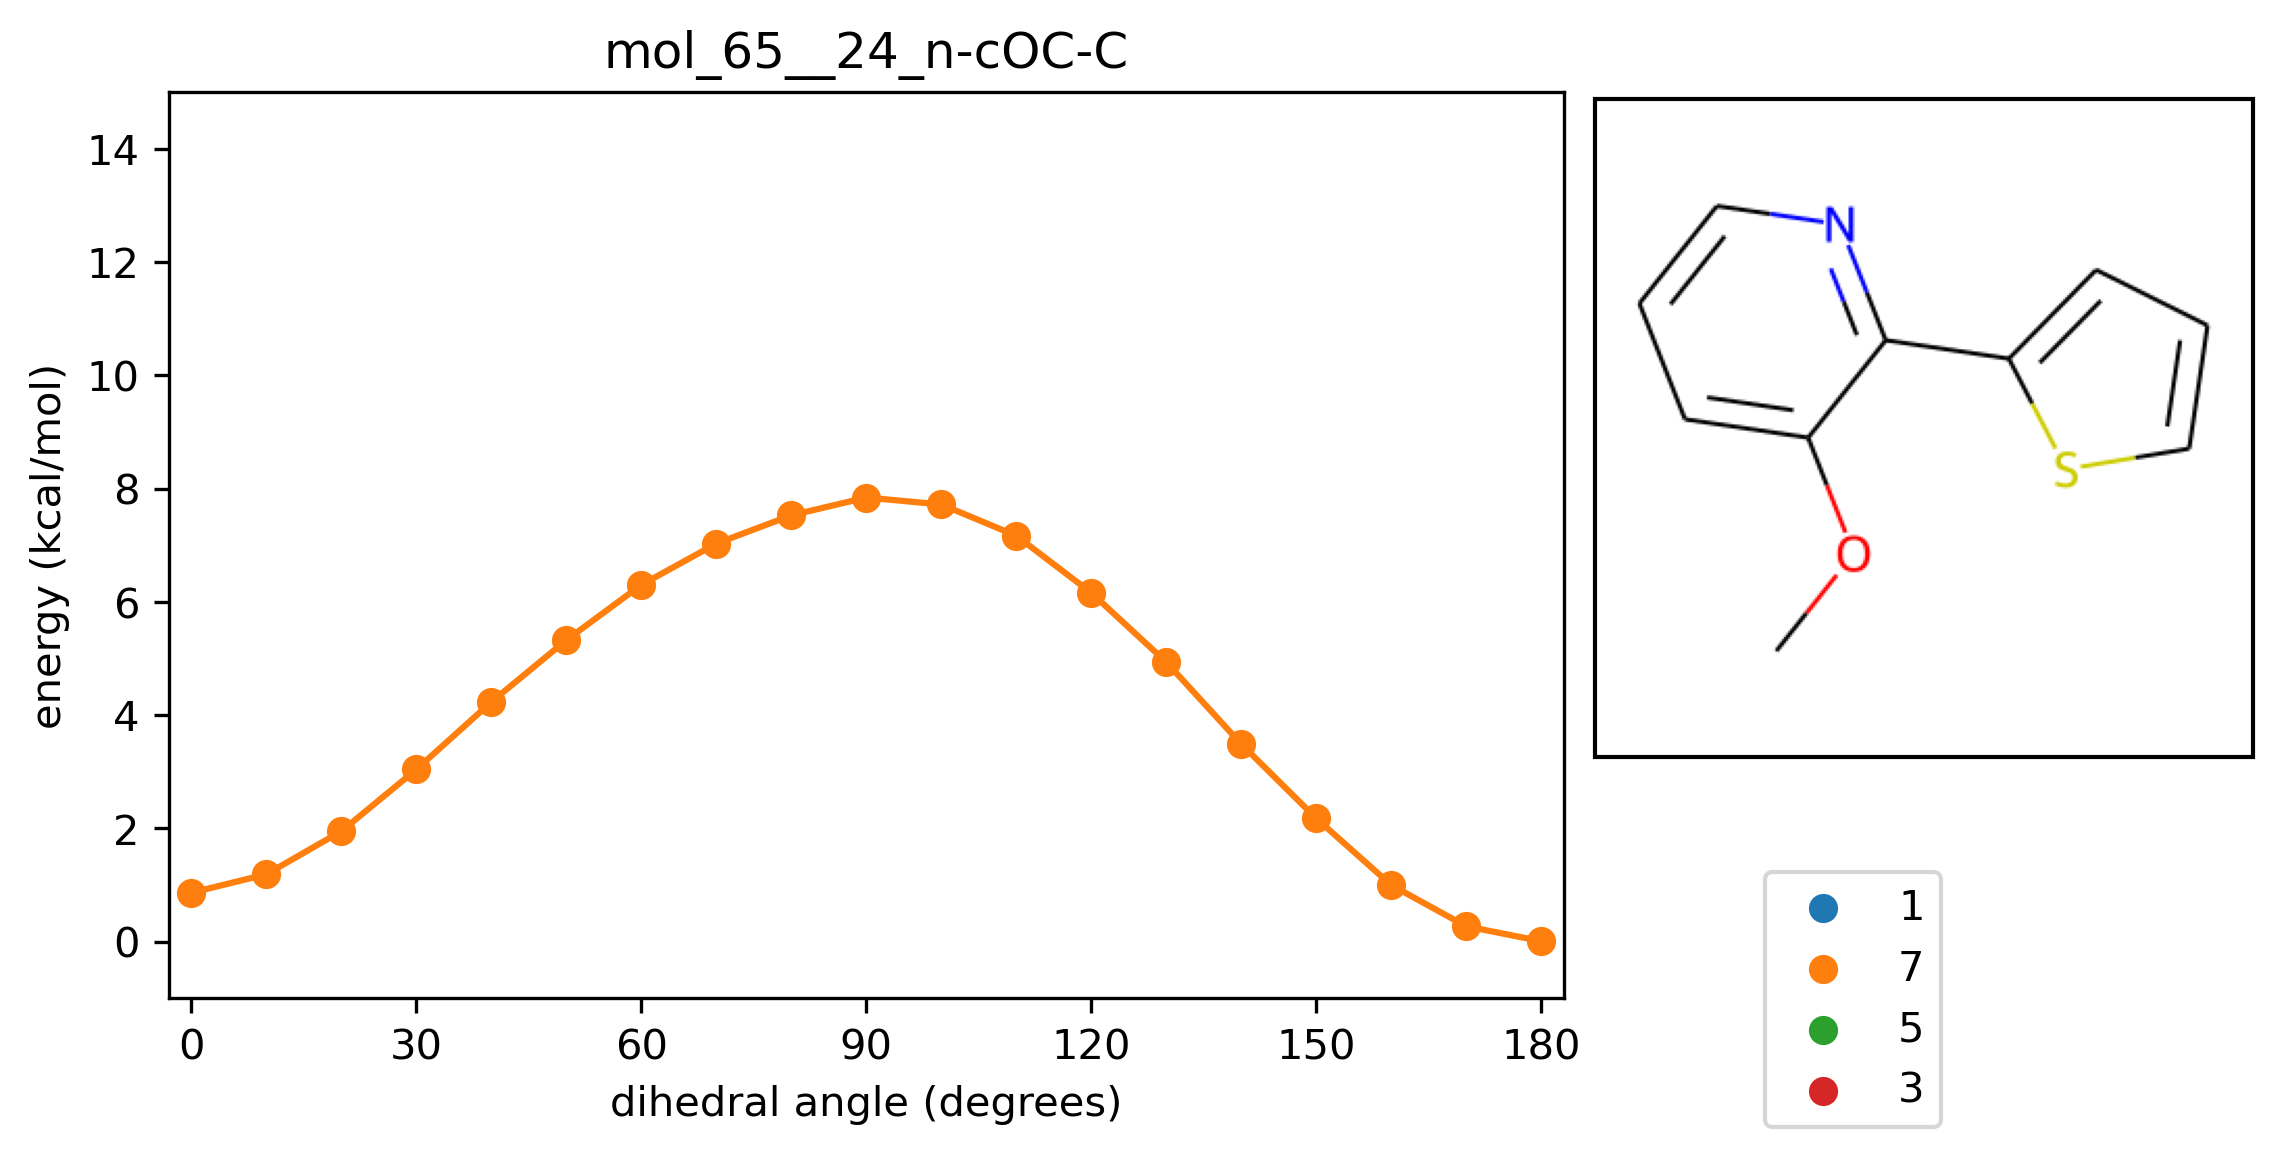 mol_65__24_n-cOC-C
energy (kcal/mol)
14
12
10
8
6
4
2
0
0 30 60 90 120 150 180
dihedral angle (degrees)
N
S
O
1
7
5
3